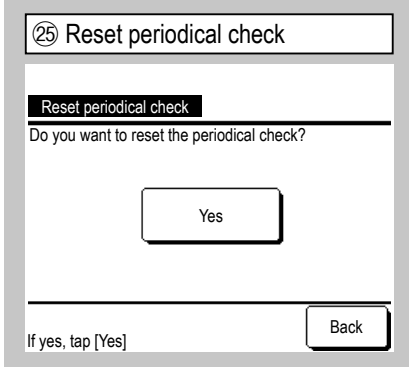 ㉕ Reset periodical check
Reset periodical check
Do you want to reset the periodical check?
Yes
Back
If yes, tap [Yes]